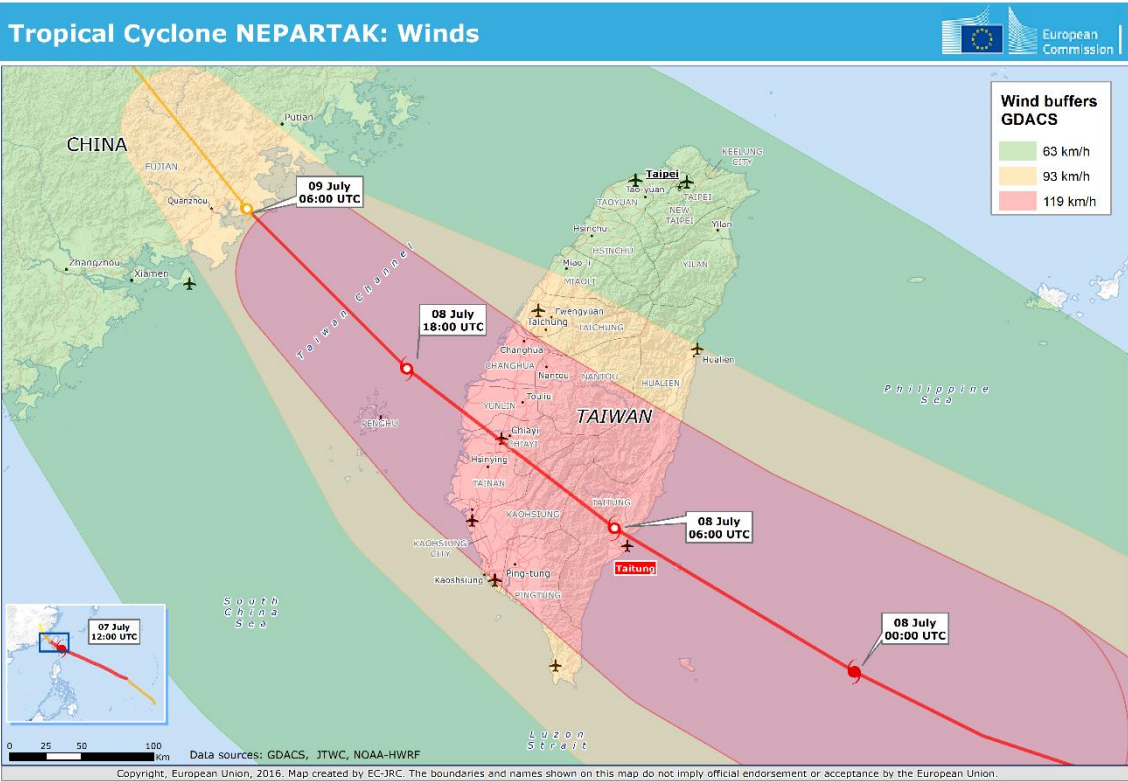 Tropical Cyclone NEPARTAK: Winds
European
Commission
Wind buffers
GDACS
63 km/h
93 km/h
119 km/h
CHINA
FUJIAN
Putian
Quanzhou
Zhangzhou
Xiamen
09 July
06:00 UTC
Taiwan Channel
08 July
18:00 UTC
PENGHU
KEELUNG
CITY
Taipei
Tao-yuan
TAOYUAN
TAIPEI
NEW
TAIPEI
Yilan
Hsinchu
HSINCHU
YILAN
Miao-li
MIAOLI
Fwengyüan
Taichung
TAICHUNG
Changhua
CHANGHUA
Nantou
NANTOU
Hualien
HUALIEN
YUNLIN
Touliu
TAIWAN
Chiayi
CHIAYI
Hsinying
TAINAN
TAITUNG
KAOHSIUNG
KAOHSIUNG
CITY
Kaoshsiung
Ping-tung
PINGTUNG
Taitung
08 July
06:00 UTC
08 July
00:00 UTC
Philippine
Sea
South
China
Sea
Luzon
Strait
07 July
12:00 UTC
0 25 50 100
Km
Data sources: GDACS, JTWC, NOAA-HWRF
Copyright, European Union, 2016. Map created by EC-JRC. The boundaries and names shown on this map do not imply official endorsement or acceptance by the European Union.